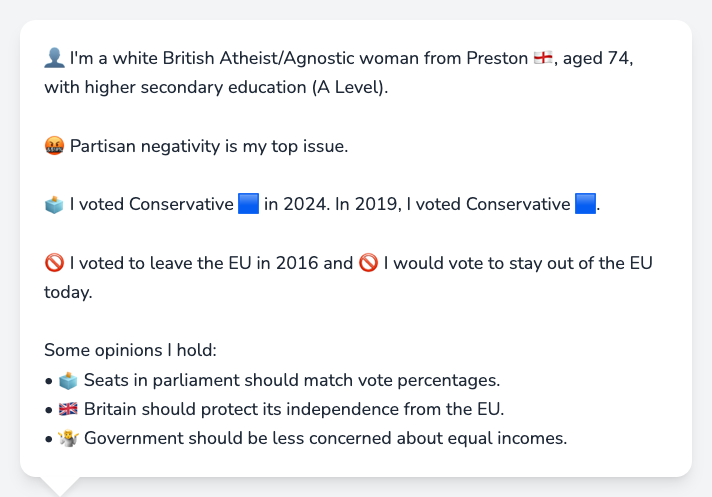 👤 I'm a white British Atheist/Agnostic woman from Preston 🏴󠁧󠁢󠁥󠁮󠁧󠁿, aged 74,
with higher secondary education (A Level).
🤬 Partisan negativity is my top issue.
🗳️ I voted Conservative 🟦 in 2024. In 2019, I voted Conservative 🟦.
🚫 I voted to leave the EU in 2016 and 🚫 I would vote to stay out of the EU
today.
Some opinions I hold:
• 🗳️ Seats in parliament should match vote percentages.
• 🇬🇧 Britain should protect its independence from the EU.
• 🤷 Government should be less concerned about equal incomes.